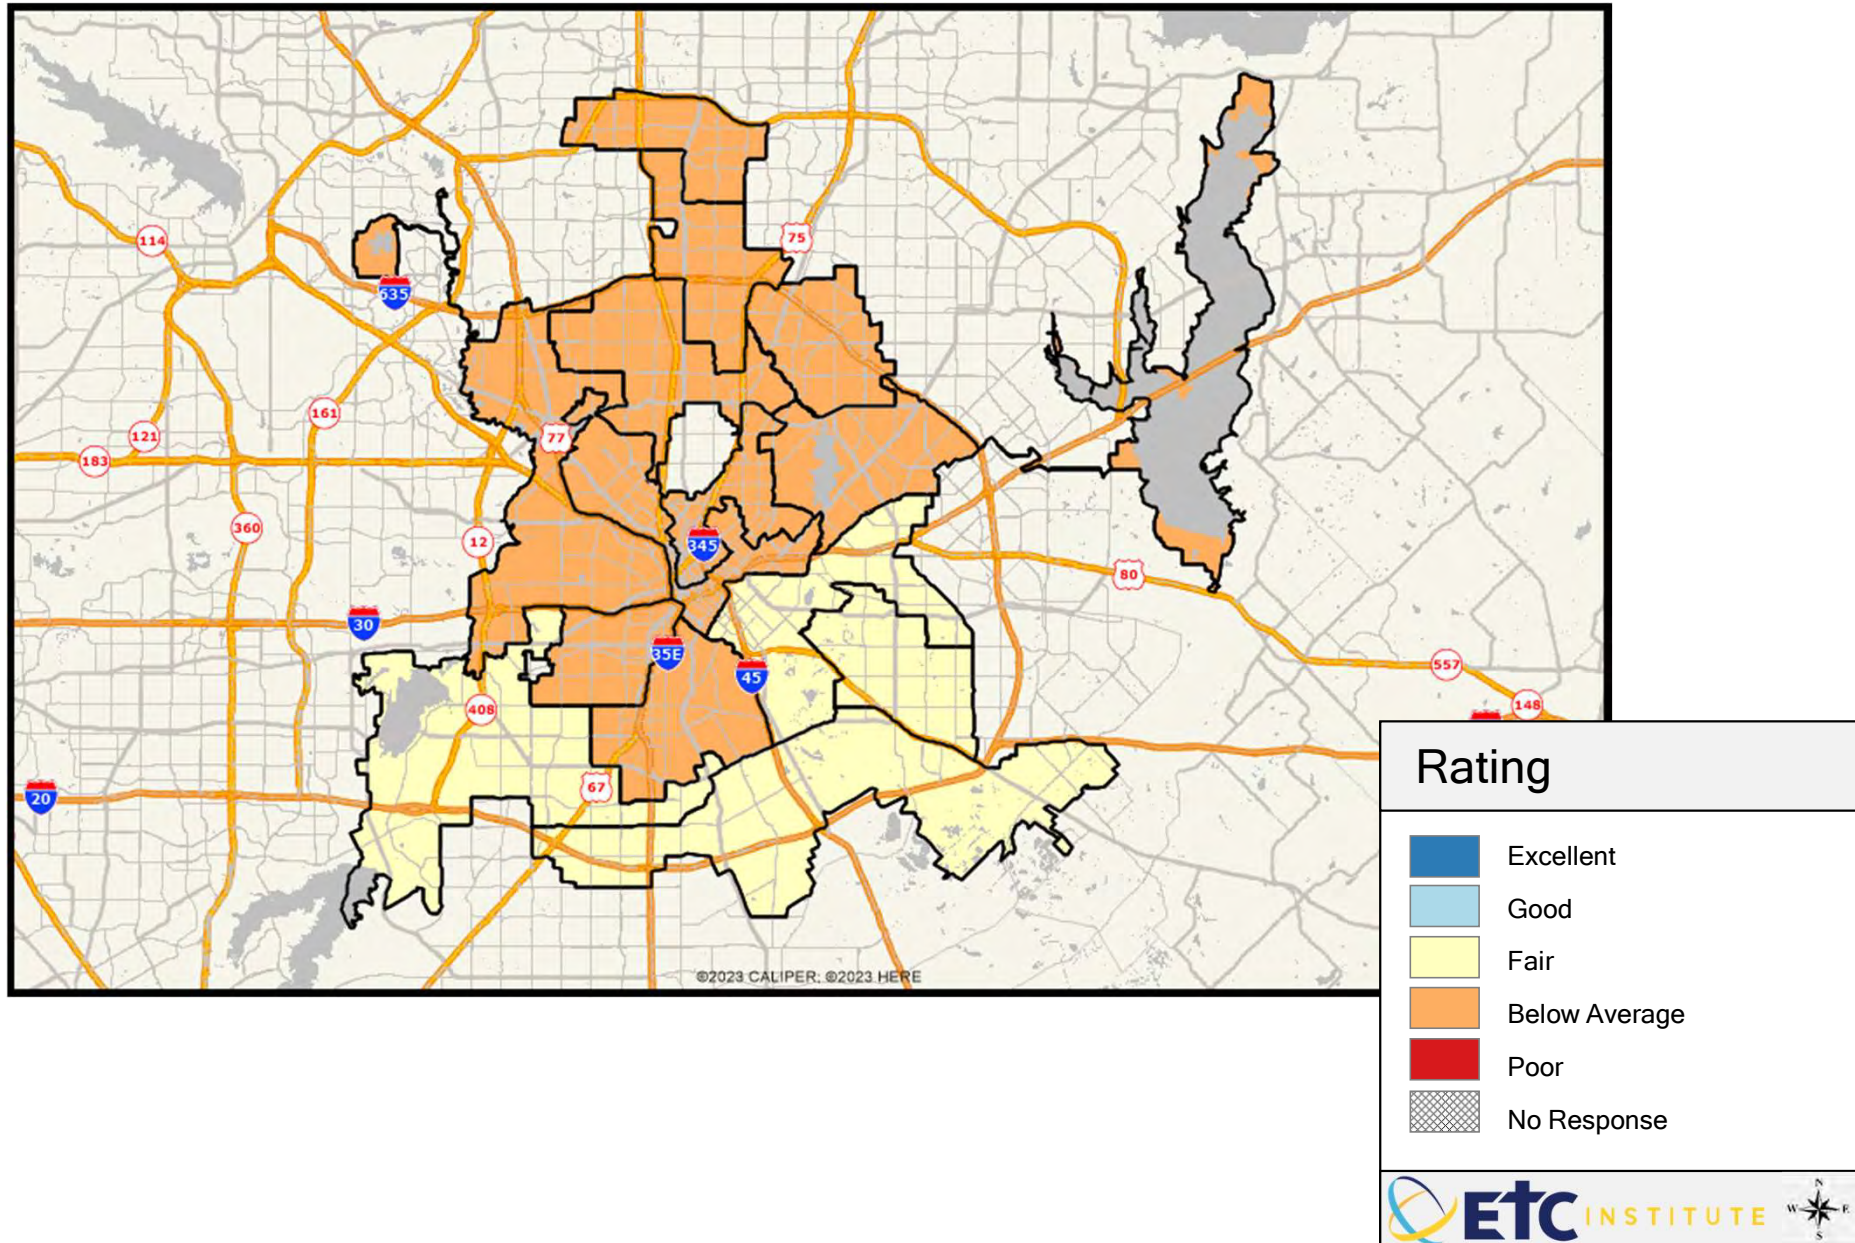 114
75
635
161
121
183
77
360
12
345
80
30
35E
45
557
408
148
67
20
©2023 CALIPER; ©2023 HERE
Rating
Excellent
Good
Fair
Below Average
Poor
No Response
ETC INSTITUTE
N
W E
S